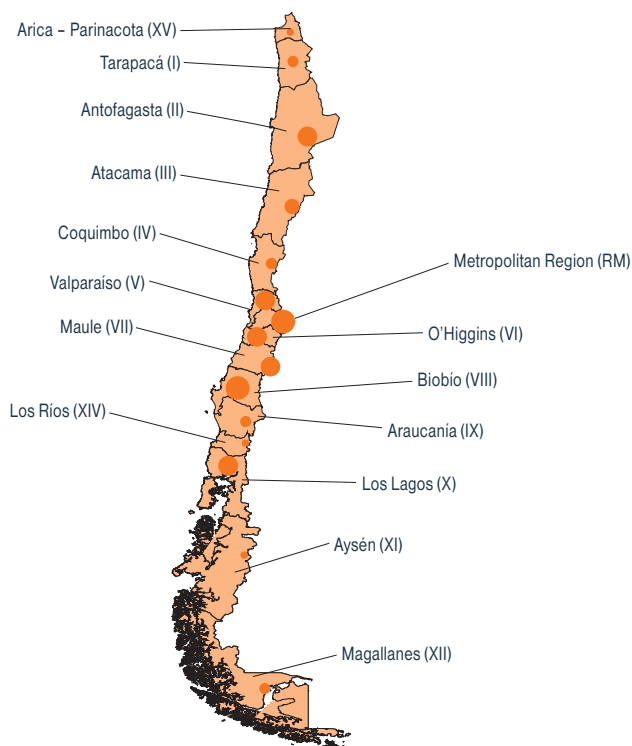 Arica – Parinacota (XV)
Tarapacá (I)
Antofagasta (II)
Atacama (III)
Coquimbo (IV)
Metropolitan Region (RM)
Valparaíso (V)
Maule (VII)
O'Higgins (VI)
Biobío (VIII)
Los Ríos (XIV)
Araucanía (IX)
Los Lagos (X)
Aysén (XI)
Magallanes (XII)